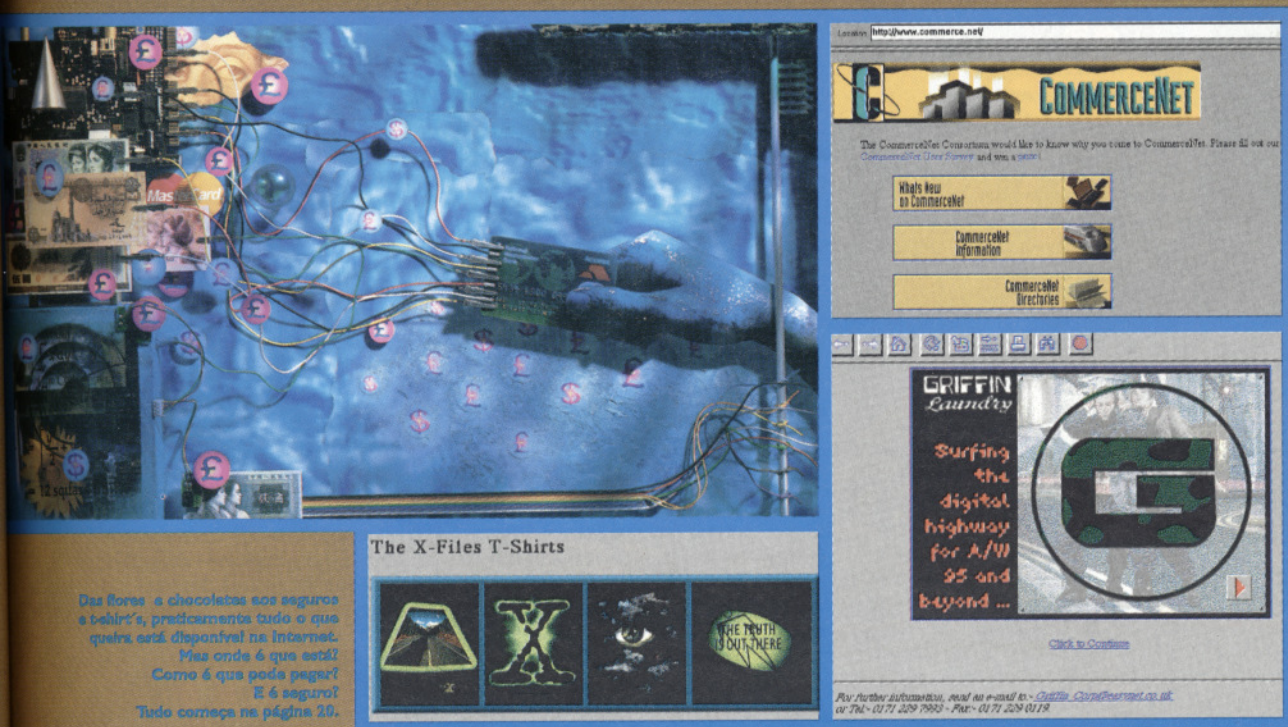 Location: http://www.commerce.net/
COMMERCENET
The CommerceNet Consortium would like to know why you come to CommerceNet. Please fill out our
CommerceNet User Survey and win a prize!
Whats New
on CommerceNet
CommerceNet
Information
CommerceNet
Directories
MasterCard
= 12 squar
GRIFFIN
Laundry
Surfing
the
digital
highway
for A/W
95 and
beyond ...
G
Click to Continue
For further information, send an e-mail to:-
or Tel:- 0171 229 7993 - Fax:- 0171 229 0119
The X-Files T-Shirts
X
THE TRUTH
IS OUT THERE
Das flores e chocolates aos seguros
e tshirt's, praticamente tudo o que
queira está disponível na Internet.
Mas onde é que está?
Como é que pode pagar?
E é seguro?
Tudo começa na página 20.